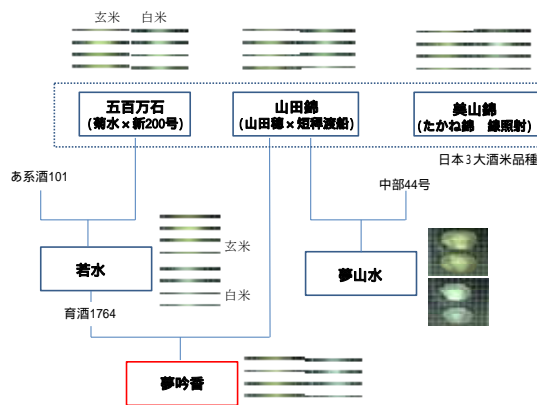 玄米
白米
五百万石
(菊水×新200号)
山田錦
(山田穂×短稈渡船)
美山錦
(たかね錦 線照射)
日本3大酒米品種
あ系酒101
中部44号
玄米
若水
夢山水
白米
育酒1764
夢吟香